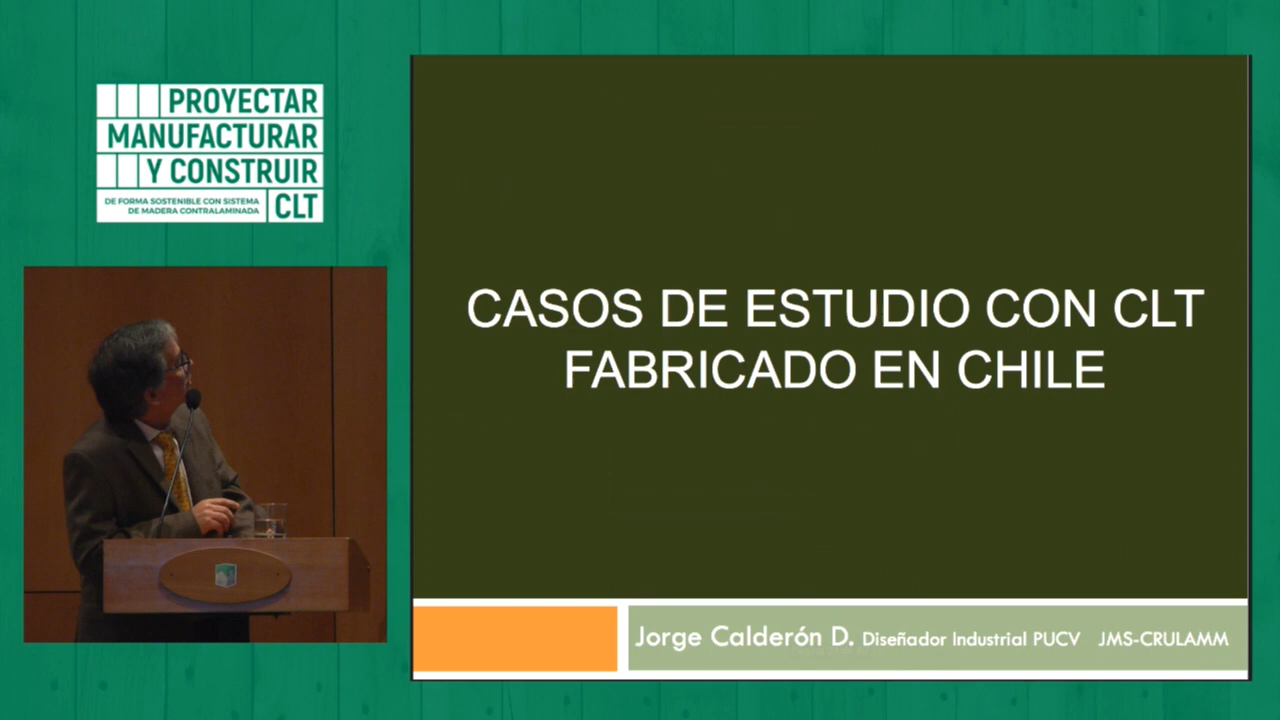 PROYECTAR
MANUFACTURAR
Y CONSTRUIR
DE FORMA SOSTENIBLE CON SISTEMA
DE MADERA CONTRALAMINADA
CLT
CASOS DE ESTUDIO CON CLT
FABRICADO EN CHILE
Jorge Calderón D. Diseñador Industrial PUCV JMS-CRULAMM